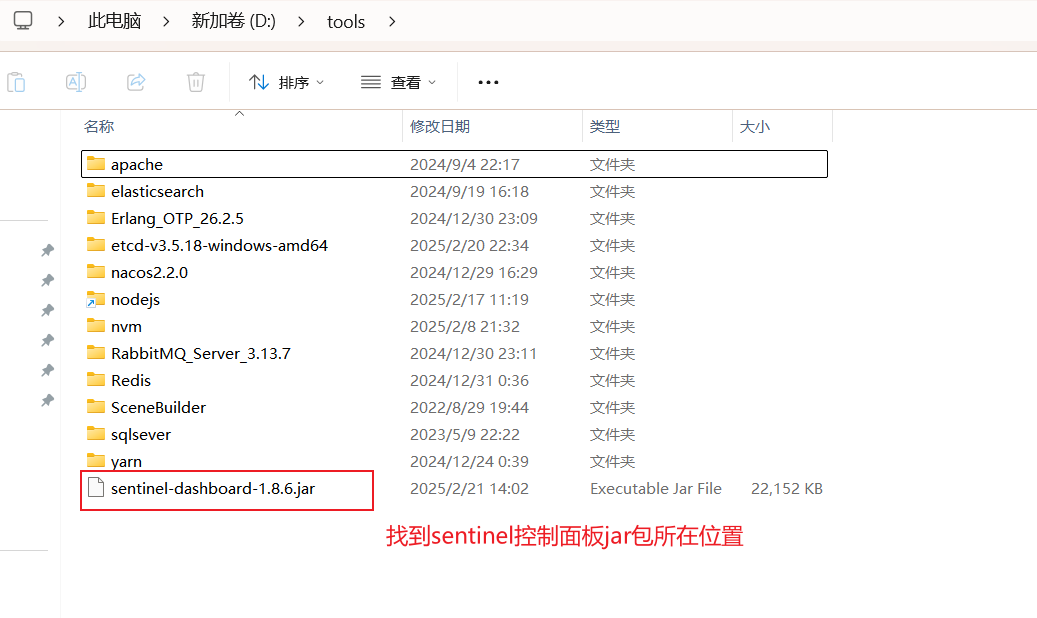 此电脑 新加卷 (D:) tools
排序 查看
名称 修改日期 类型 大小
apache 2024/9/4 22:17 文件夹
elasticsearch 2024/9/19 16:18 文件夹
Erlang_OTP_26.2.5 2024/12/30 23:09 文件夹
etcd-v3.5.18-windows-amd64 2025/2/20 22:34 文件夹
nacos2.2.0 2024/12/29 16:29 文件夹
nodejs 2025/2/17 11:19 文件夹
nvm 2025/2/8 21:32 文件夹
RabbitMQ_Server_3.13.7 2024/12/30 23:11 文件夹
Redis 2024/12/31 0:36 文件夹
SceneBuilder 2022/8/29 19:44 文件夹
sqlsever 2023/5/9 22:22 文件夹
yarn 2024/12/24 0:39 文件夹
sentinel-dashboard-1.8.6.jar 2025/2/21 14:02 Executable Jar File 22,152 KB
找到sentinel控制面板jar包所在位置